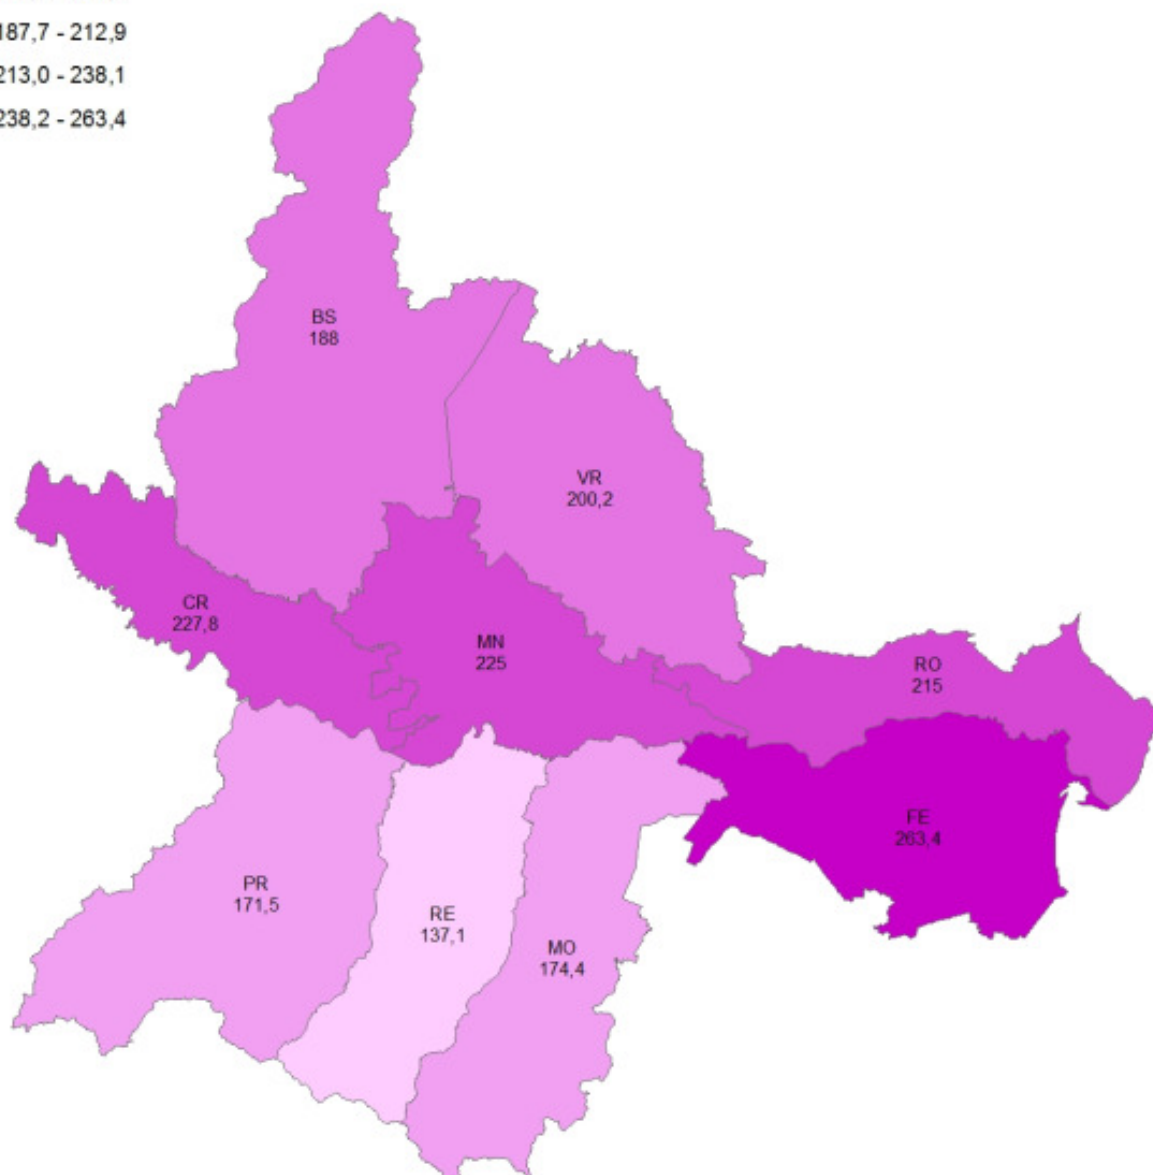 187,7 - 212,9
213,0 - 238,1
238,2 - 263,4
BS
188
VR
200,2
CR
227,8
MN
225
RO
215
FE
263,4
PR
171,5
RE
137,1
MO
174,4